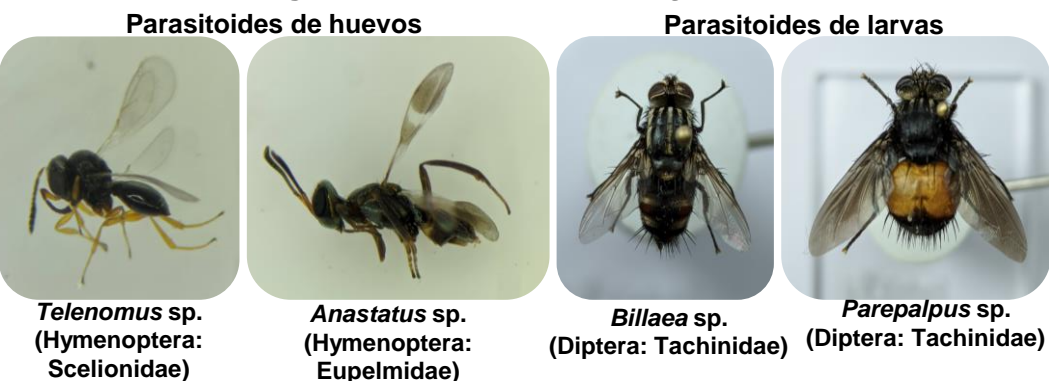 Parasitoides de huevos
Parasitoides de larvas
Telenomus sp.
(Hymenoptera:
Scelionidae)
Anastatus sp.
(Hymenoptera:
Eupelmidae)
Billaea sp.
(Diptera: Tachinidae)
Parepalpus sp.
(Diptera: Tachinidae)